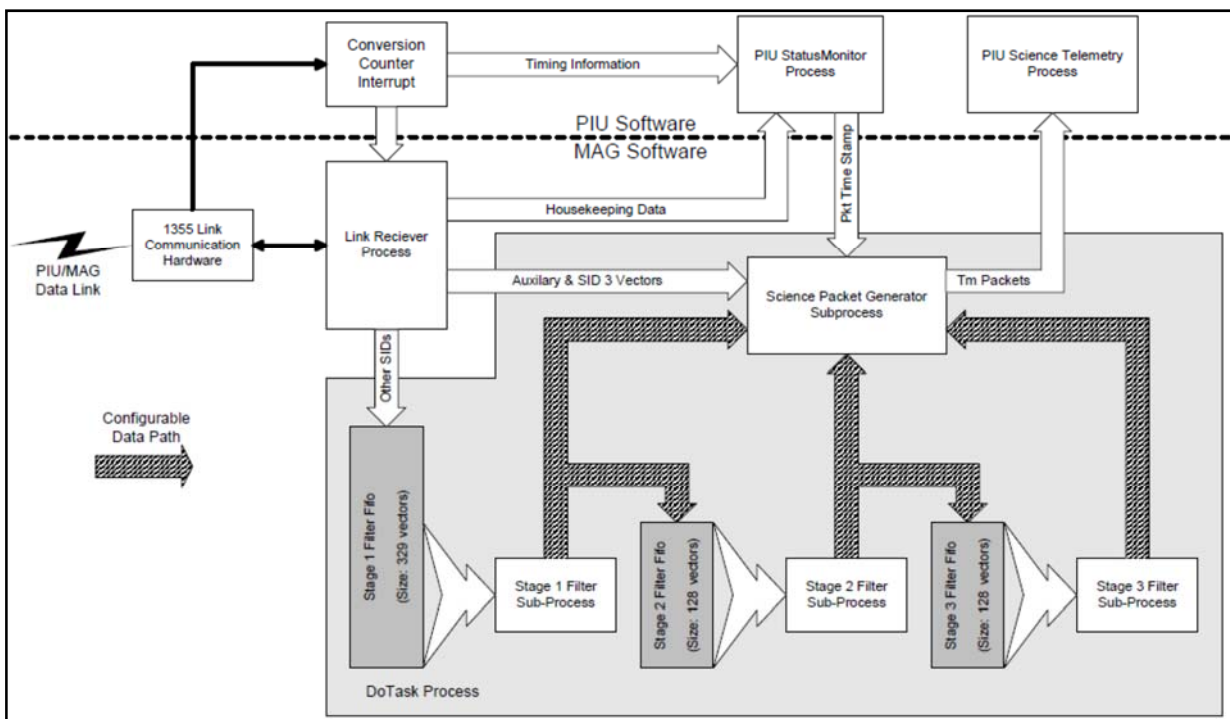 Conversion
Counter
Interrupt
Timing Information
PIU StatusMonitor
Process
PIU Science Telemetry
Process
PIU Software
MAG Software
Pkt Time Stamp
Housekeeping Data
1355 Link
Communication
Hardware
Link Reciever
Process
PIU/MAG
Data Link
Auxilary & SID 3 Vectors
Science Packet Generator
Subprocess
Tm Packets
Other SIDs
Configurable
Data Path
Stage 1 Filter Fifo
(Size: 329 vectors)
Stage 1 Filter
Sub-Process
Stage 2 Filter Fifo
(Size: 128 vectors)
Stage 2 Filter
Sub-Process
Stage 3 Filter Fifo
(Size: 128 vectors)
Stage 3 Filter
Sub-Process
DoTask Process